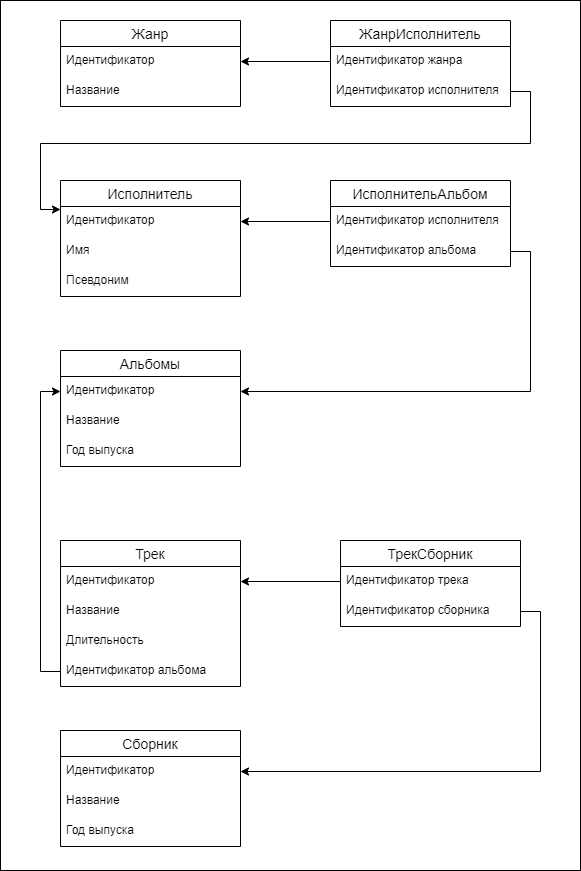 Жанр
Идентификатор
Название
ЖанрИсполнитель
Идентификатор жанра
Идентификатор исполнителя
Исполнитель
Идентификатор
Имя
Псевдоним
ИсполнительАльбом
Идентификатор исполнителя
Идентификатор альбома
Альбомы
Идентификатор
Название
Год выпуска
Трек
Идентификатор
Название
Длительность
Идентификатор альбома
ТрекСборник
Идентификатор трека
Идентификатор сборника
Сборник
Идентификатор
Название
Год выпуска